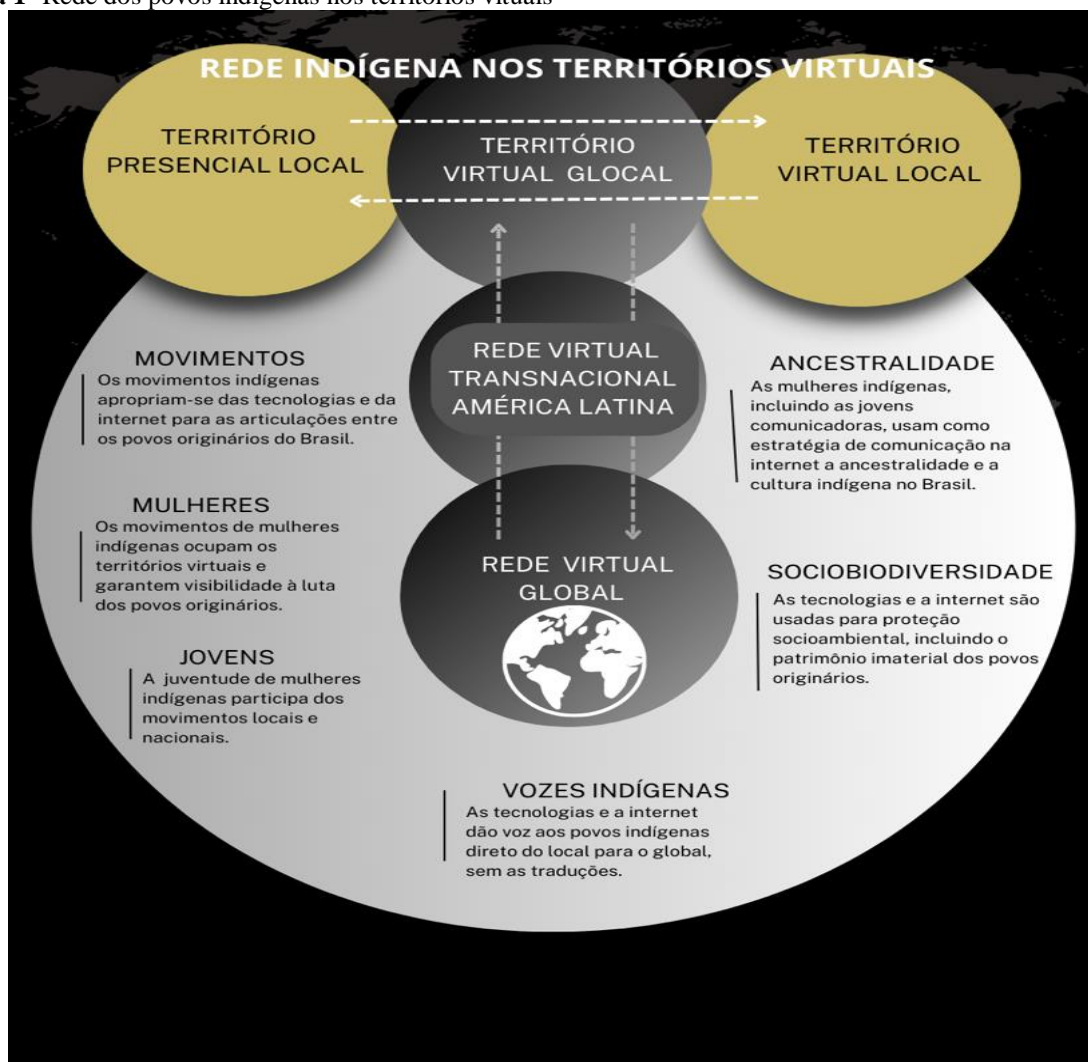 1 Rede dos povos indígenas nos territórios vituais
REDE INDÍGENA NOS TERRITÓRIOS VIRTUAIS
TERRITÓRIO
PRESENCIAL LOCAL
TERRITÓRIO
VIRTUAL GLOCAL
TERRITÓRIO
VIRTUAL LOCAL
REDE VIRTUAL
TRANSNACIONAL
AMÉRICA LATINA
MOVIMENTOS
Os movimentos indígenas
apropriam-se das tecnologias e da
internet para as articulações entre
os povos originários do Brasil.
MULHERES
Os movimentos de mulheres
indígenas ocupam os
territórios virtuais e
garantem visibilidade à luta
dos povos originários.
JOVENS
A juventude de mulheres
indígenas participa dos
movimentos locais e
nacionais.
REDE VIRTUAL
GLOBAL
ANCESTRALIDADE
As mulheres indígenas,
incluindo as jovens
comunicadoras, usam como
estratégia de comunicação na
internet a ancestralidade e a
cultura indígena no Brasil.
SOCIOBIODIVERSIDADE
As tecnologias e a internet são
usadas para proteção
socioambiental, incluindo o
patrimônio imaterial dos povos
originários.
VOZES INDÍGENAS
As tecnologias e a internet
dão voz aos povos indígenas
direto do local para o global,
sem as traduções.